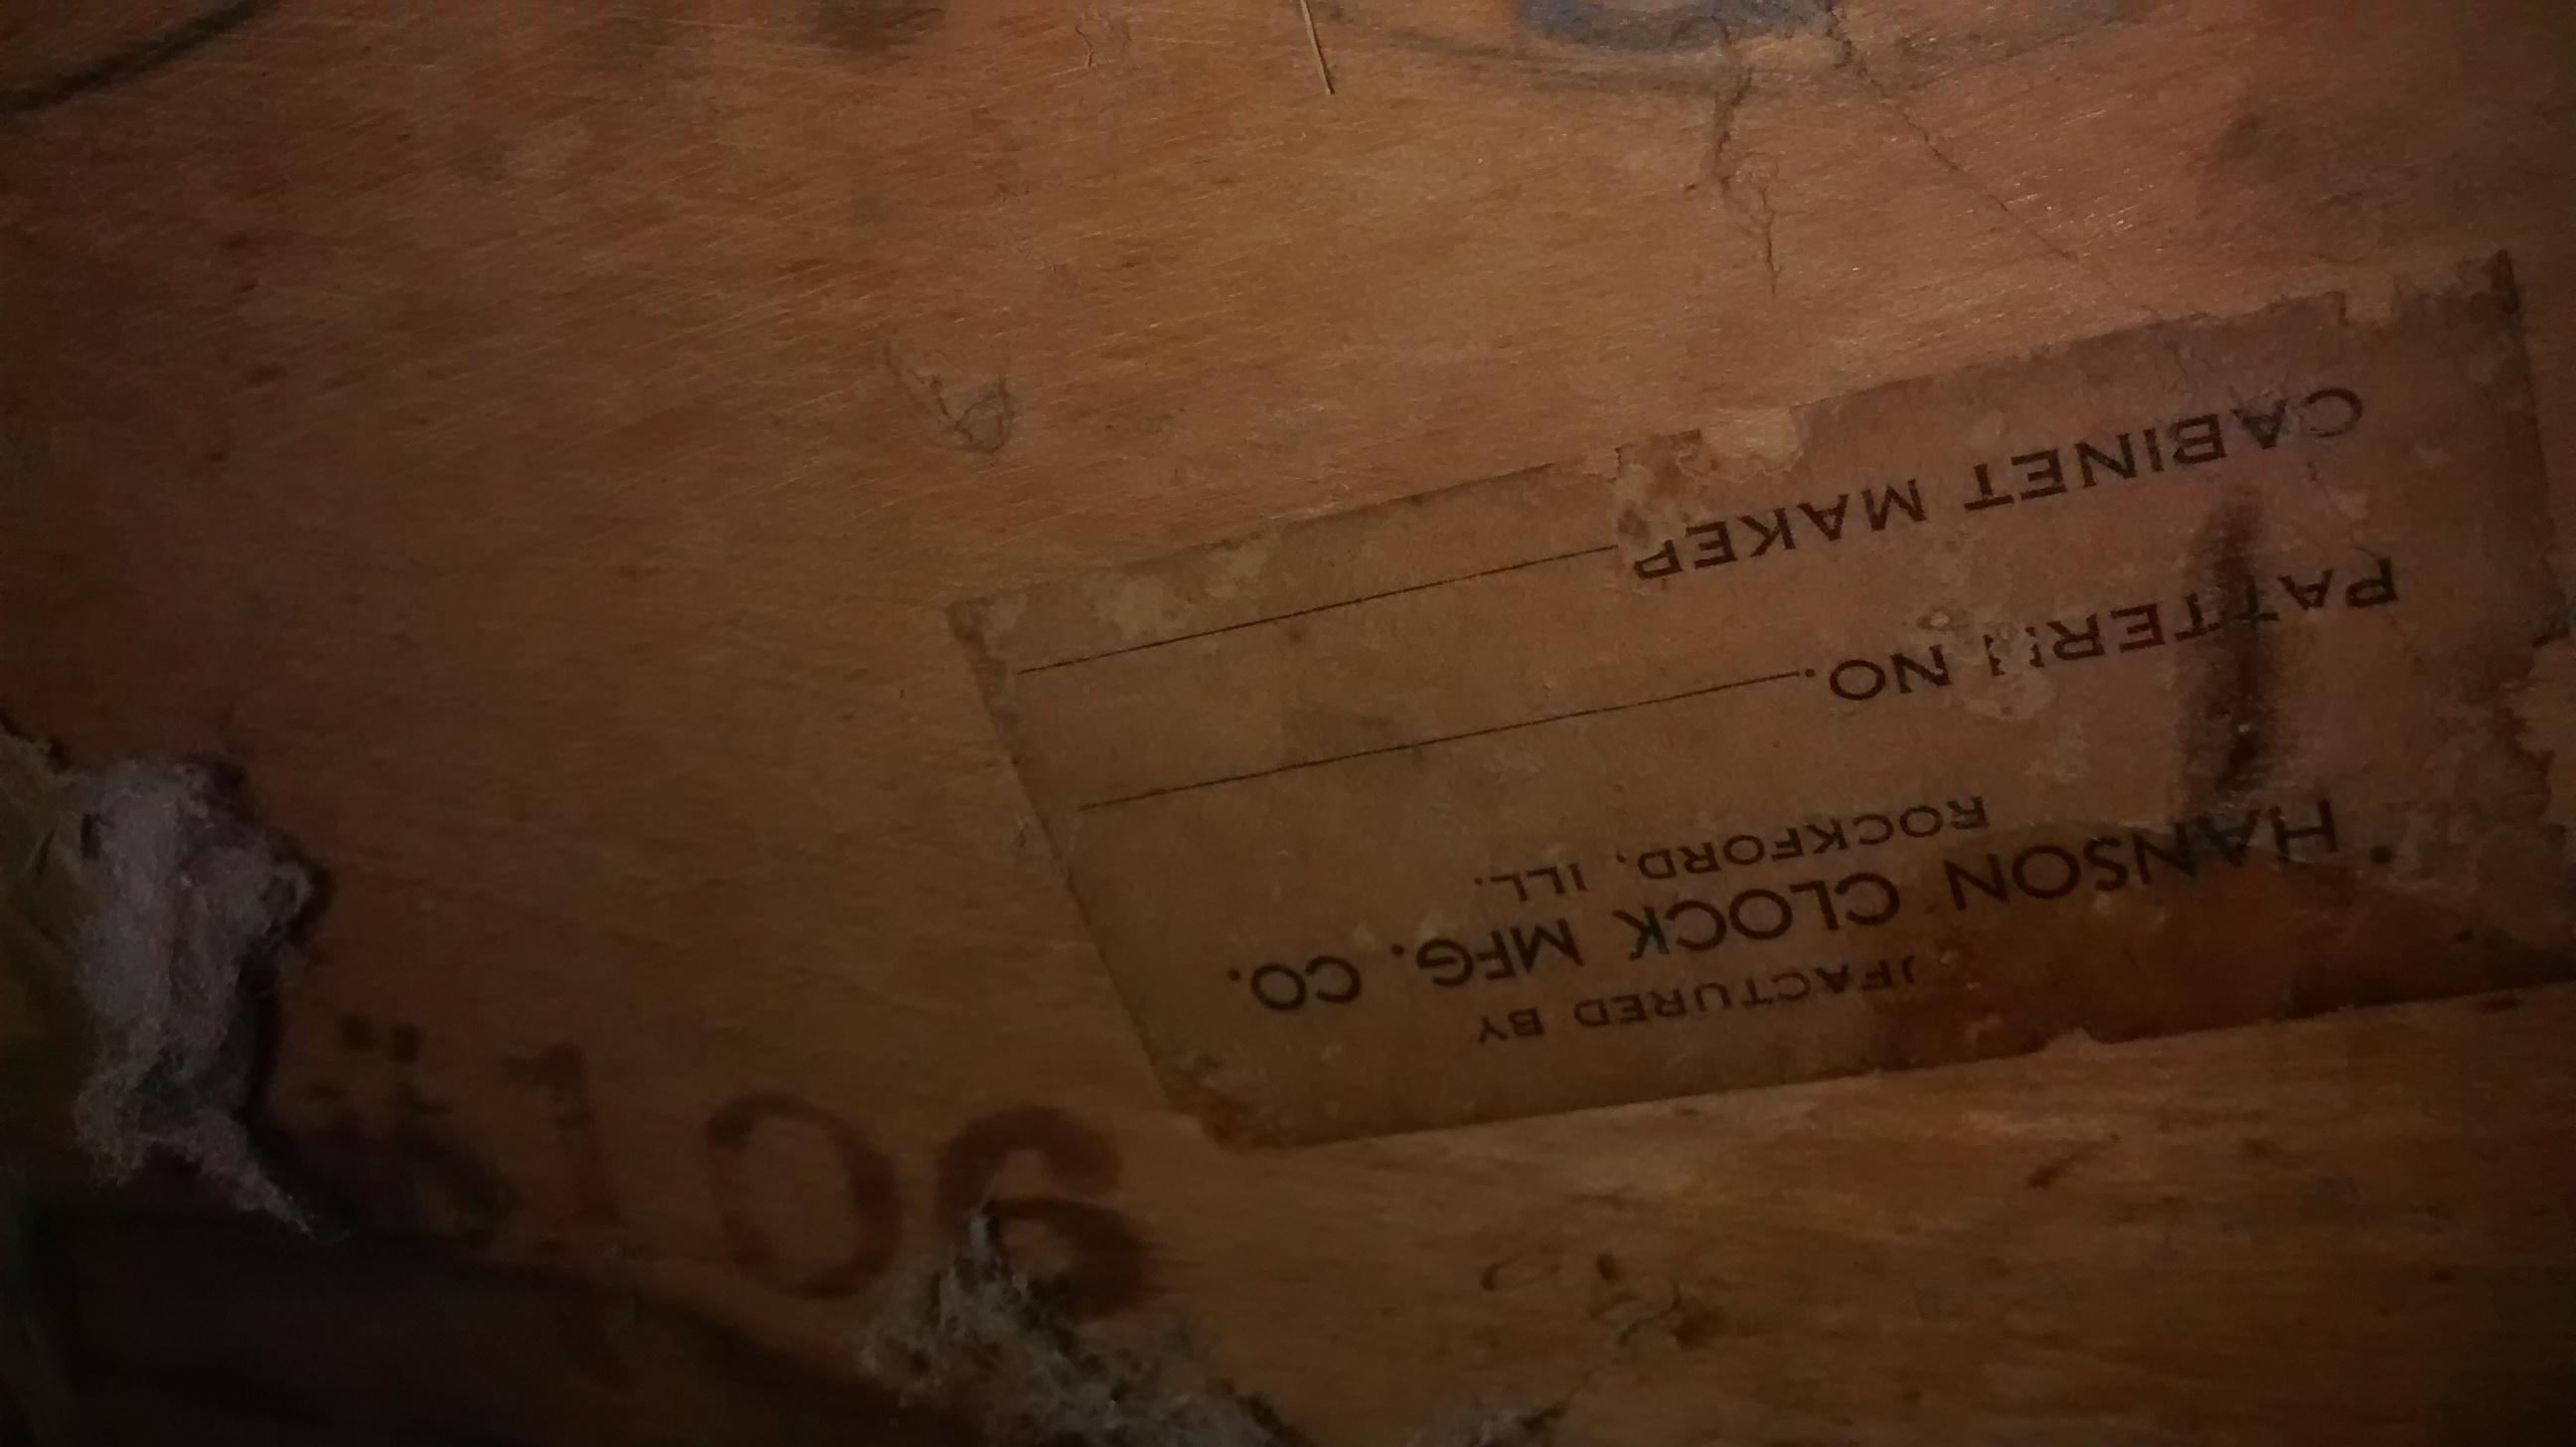 UFACTURED BY
HANSON CLOCK MFG. CO.
ROCKFORD, ILL.
PATTERN NO.
CABINET MAKER
#106